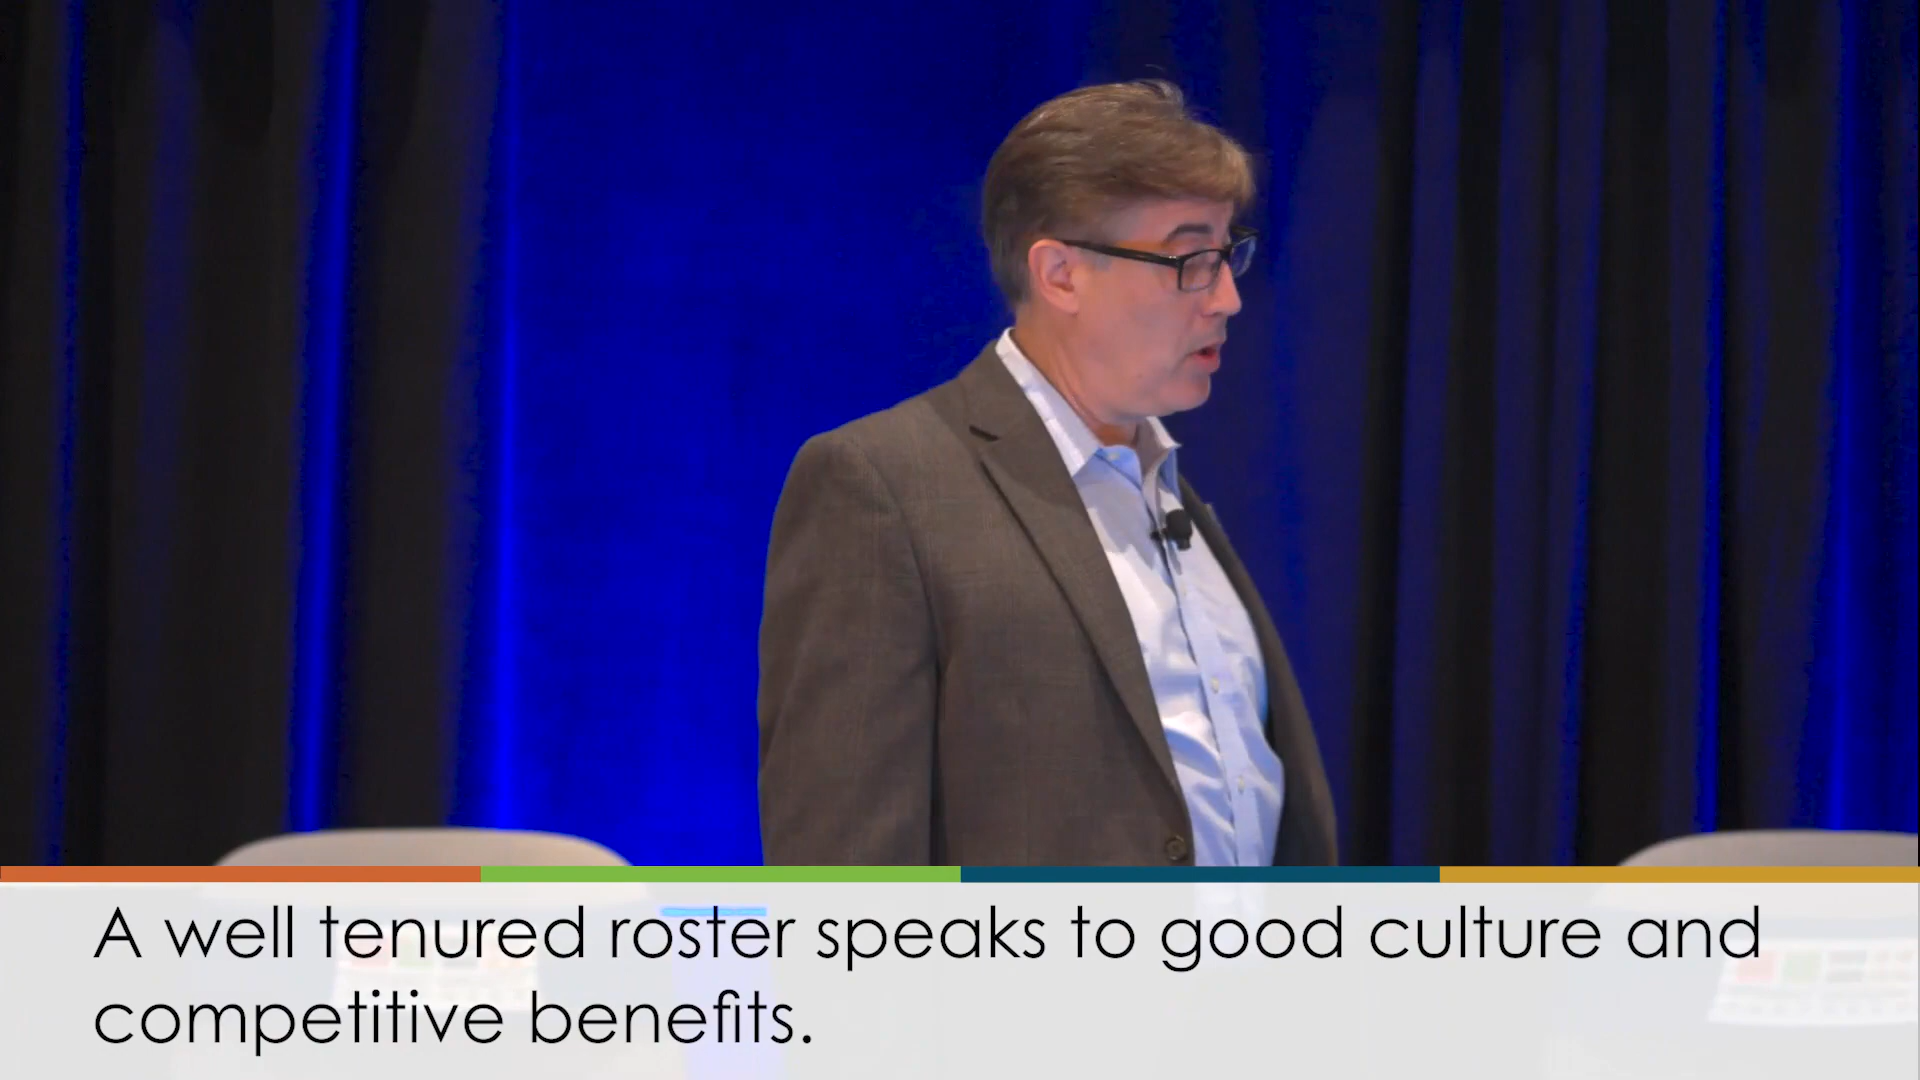 A well tenured roster speaks to good culture and
competitive benefits.